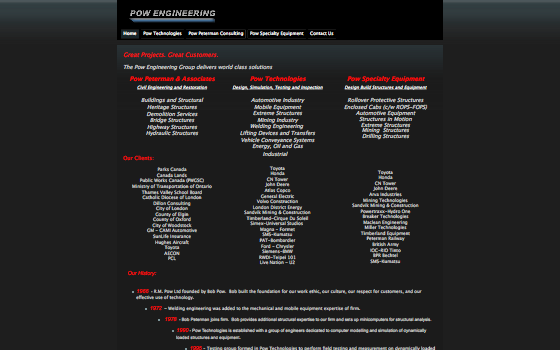 POW ENGINEERING
Home Pow Technologies Pow Peterman Consulting Pow Specialty Equipment Contact Us
Great Projects. Great Customers.
The Pow Engineering Group delivers world class solutions
Pow Peterman & Associates
Civil Engineering and Restoration
Buildings and Structural
Heritage Structures
Demolition Services
Bridge Structures
Highway Structures
Hydraulic Structures
Pow Technologies
Design, Simulation, Testing and Inspection
Automotive Industry
Mobile Equipment
Extreme Structures
Mining Industry
Welding Engineering
Lifting Devices and Transfers
Vehicle Conveyance Systems
Energy, Oil and Gas
Industrial
Pow Specialty Equipment
Design Build Structures and Equipment
Rollover Protective Structures
Enclosed Cabs (c/w ROPS-FOPS)
Automotive Equipment
Structures in Motion
Extreme Structures
Mining Structures
Drilling Structures
Our Clients:
Parks Canada
Canada Lands
Public Works Canada (PWGSC)
Ministry of Transportation of Ontario
Thames Valley School Board
Catholic Diocese of London
Dillon Consulting
City of London
County of Elgin
County of Oxford
City of Woodstock
GM - CAMI Automotive
SunLife Insurance
Hughes Aircraft
Toyota
AECON
PCL
Toyota
Honda
CN Tower
John Deere
Atlas Copco
General Electric
Volvo Construction
London District Energy
Sandvik Mining & Construction
Timberland-Cirque Du Soleil
Simex-Universal Studios
Magna - Formet
SMS-Komatsu
PAT-Bombardier
Ford - Chrysler
Siemens-BMW
RWDI-Taipei 101
Live Nation - U2
Toyota
Honda
CN Tower
John Deere
Arva Industries
Mining Technologies
Sandvik Mining & Construction
Powertrax-Hydro One
Breaker Technologies
Maclean Engineering
Miller Technologies
Timberland Equipment
Peterman Railway
British Army
IOC-RIO Tinto
BPR Bechtel
SMS-Komatsu
Our History:
- R.M. Pow Ltd founded by Bob Pow. Bob built the foundation for our work ethic, our culture, our respect for customers, and our
effective use of technology.
- Welding engineering was added to the mechanical and mobile equipment expertise of firm.
- Bob Peterman joins firm. Bob provides additional structural expertise to our firm and sets up minicomputers for structural analysis.
- Pow Technologies is established with a group of engineers dedicated to computer modelling and simulation of dynamically
loaded structures and equipment.
- Testing group formed in Pow Technologies to perform field testing and measurement on dynamically loaded